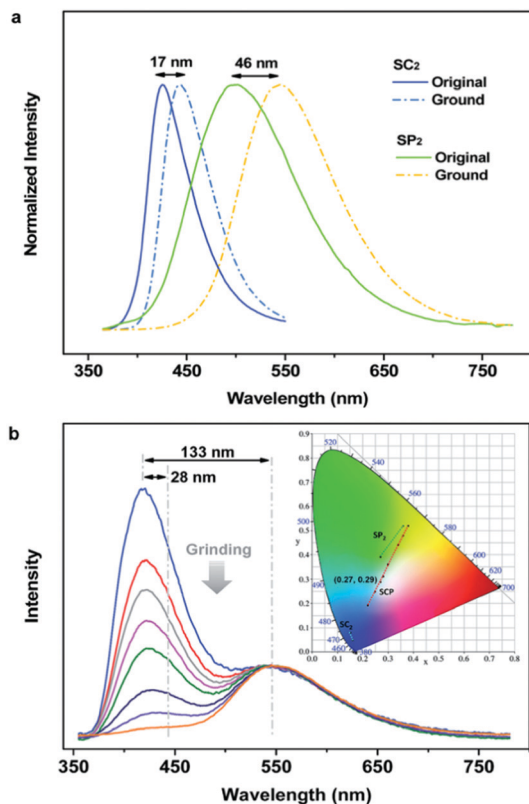 a
17 nm
46 nm
SC2
Original
Ground
SP2
Original
Ground
Normalized Intensity
350
450
550
650
750
Wavelength (nm)
b
133 nm
28 nm
Grinding
Intensity
350
450
550
650
750
Wavelength (nm)
0.9
0.8
0.7
0.6
0.5
0.4
0.3
0.2
0.1
0.0
y
520
540
560
580
600
620
700
500
490
480
470
460
380
SP2
(0.27, 0.29)
SCP
SC2
0.0 0.1 0.2 0.3 0.4 0.5 0.6 0.7 0.8
x